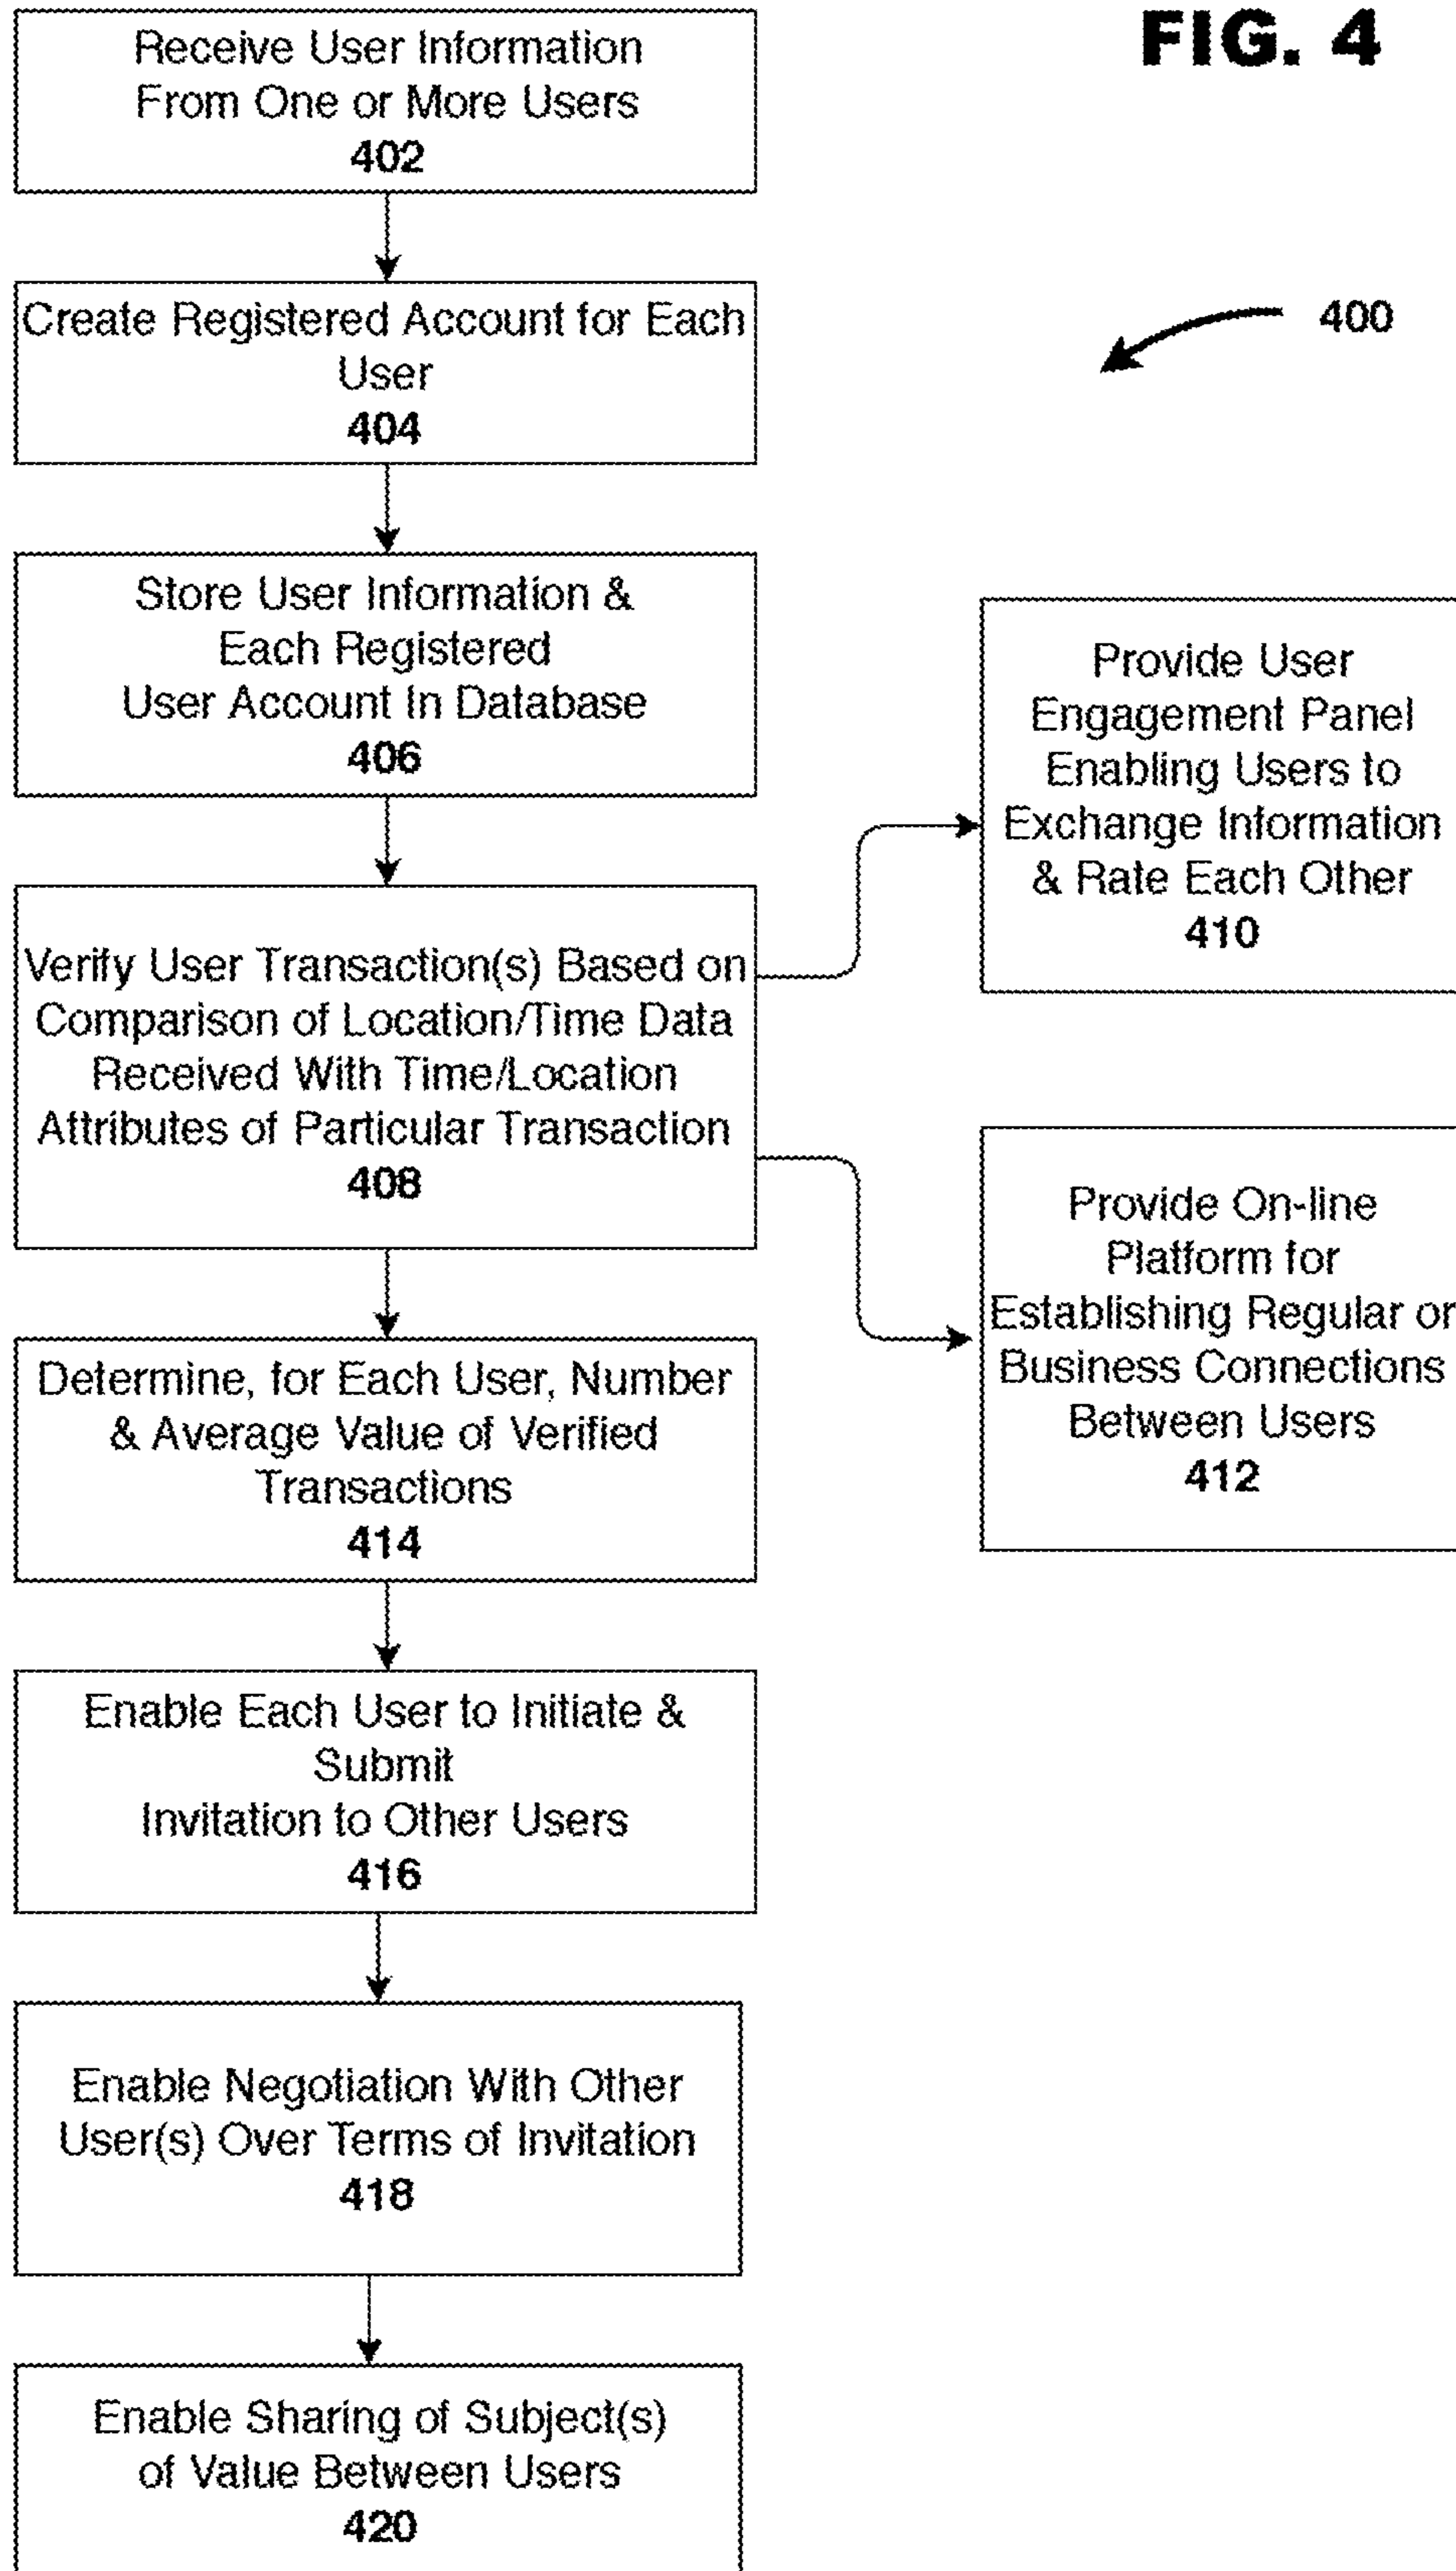 FIG. 4
Receive User Information
From One or More Users
402
Create Registered Account for Each
User
404
400
Store User Information &
Each Registered
User Account In Database
406
Verify User Transaction(s) Based on
Comparison of Location/Time Data
Received With Time/Location
Attributes of Particular Transaction
408
Provide User
Engagement Panel
Enabling Users to
Exchange Information
& Rate Each Other
410
Provide On-line
Platform for
Establishing Regular or
Business Connections
Between Users
412
Determine, for Each User, Number
& Average Value of Verified
Transactions
414
Enable Each User to Initiate &
Submit
Invitation to Other Users
416
Enable Negotiation With Other
User(s) Over Terms of Invitation
418
Enable Sharing of Subject(s)
of Value Between Users
420